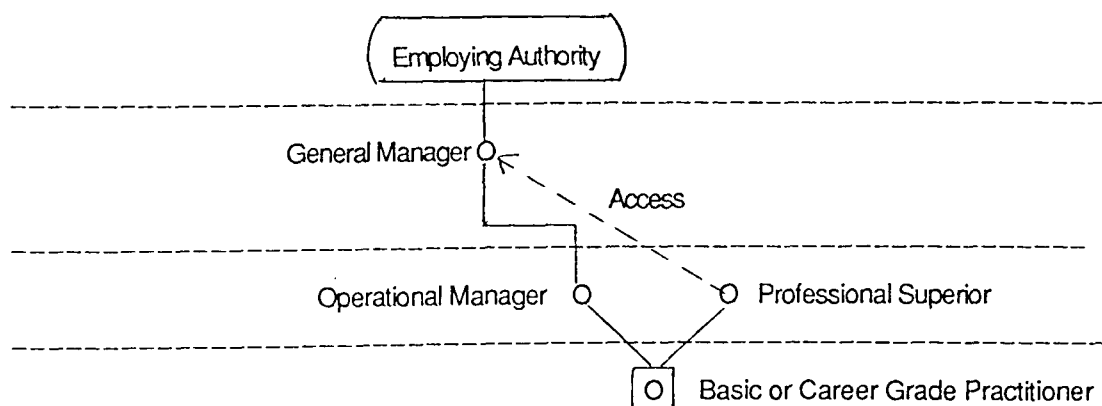 Employing Authority
General Manager
Access
Operational Manager
Professional Superior
Basic or Career Grade Practitioner